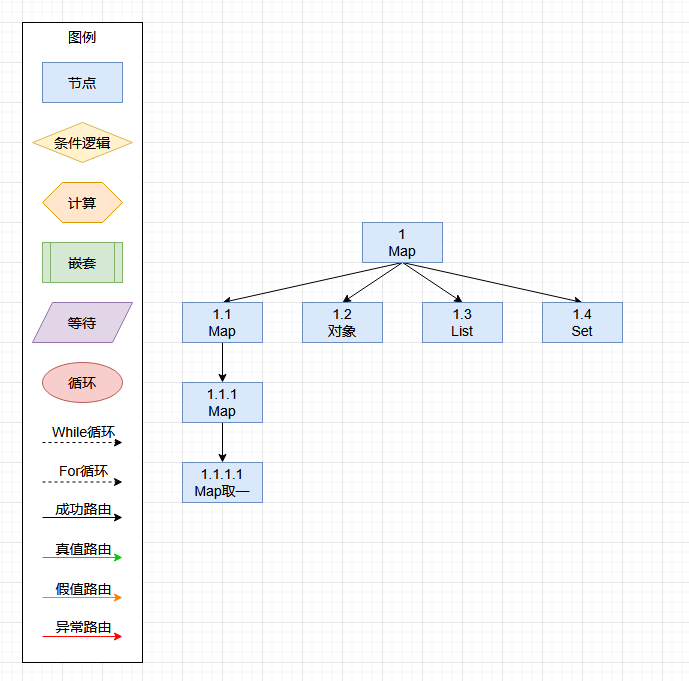 图例
节点
条件逻辑
计算
嵌套
等待
循环
While循环
For循环
成功路由
真值路由
假值路由
异常路由
1
Map
1.1
Map
1.2
对象
1.3
List
1.4
Set
1.1.1
Map
1.1.1.1
Map取一